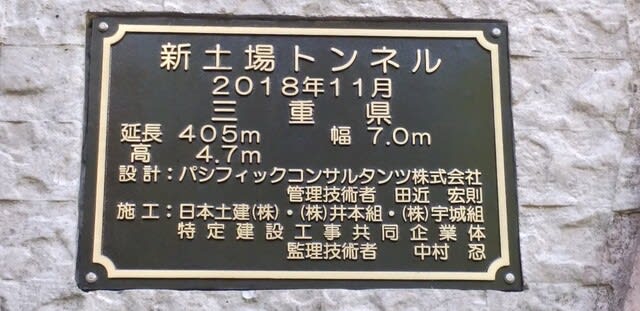 新土場トンネル
2018年11月
三重県
延長 405m 幅 7.0m
高 4.7m
設計：パシフィックコンサルタンツ株式会社
管理技術者 田近 宏則
施工：日本土建(株)・(株)井本組・(株)宇城組
特定建設工事共同企業体
監理技術者 中村 忍